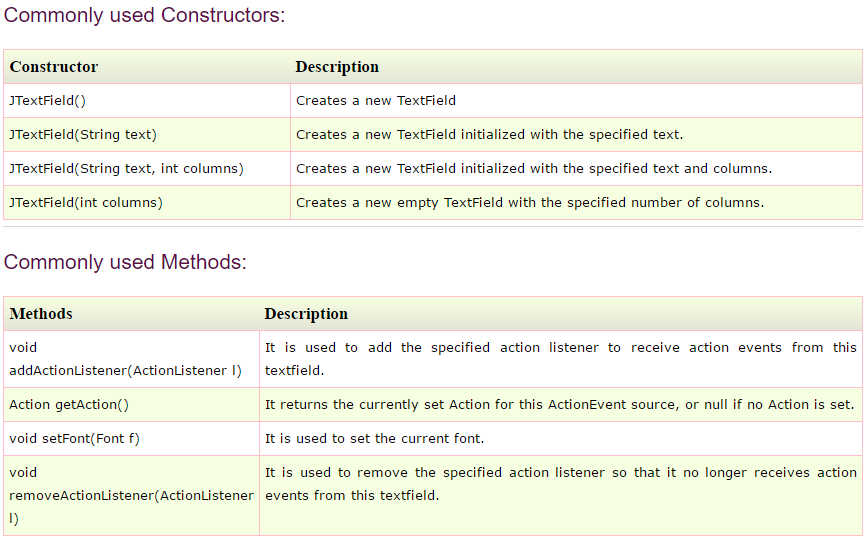 Commonly used Constructors:
Constructor Description
JTextField() Creates a new TextField
JTextField(String text) Creates a new TextField initialized with the specified text.
JTextField(String text, int columns) Creates a new TextField initialized with the specified text and columns.
JTextField(int columns) Creates a new empty TextField with the specified number of columns.
Commonly used Methods:
Methods Description
void
addActionListener(ActionListener l)
It is used to add the specified action listener to receive action events from this
textfield.
Action getAction() It returns the currently set Action for this ActionEvent source, or null if no Action is set.
void setFont(Font f) It is used to set the current font.
void
removeActionListener(ActionListener
l)
It is used to remove the specified action listener so that it no longer receives action
events from this textfield.